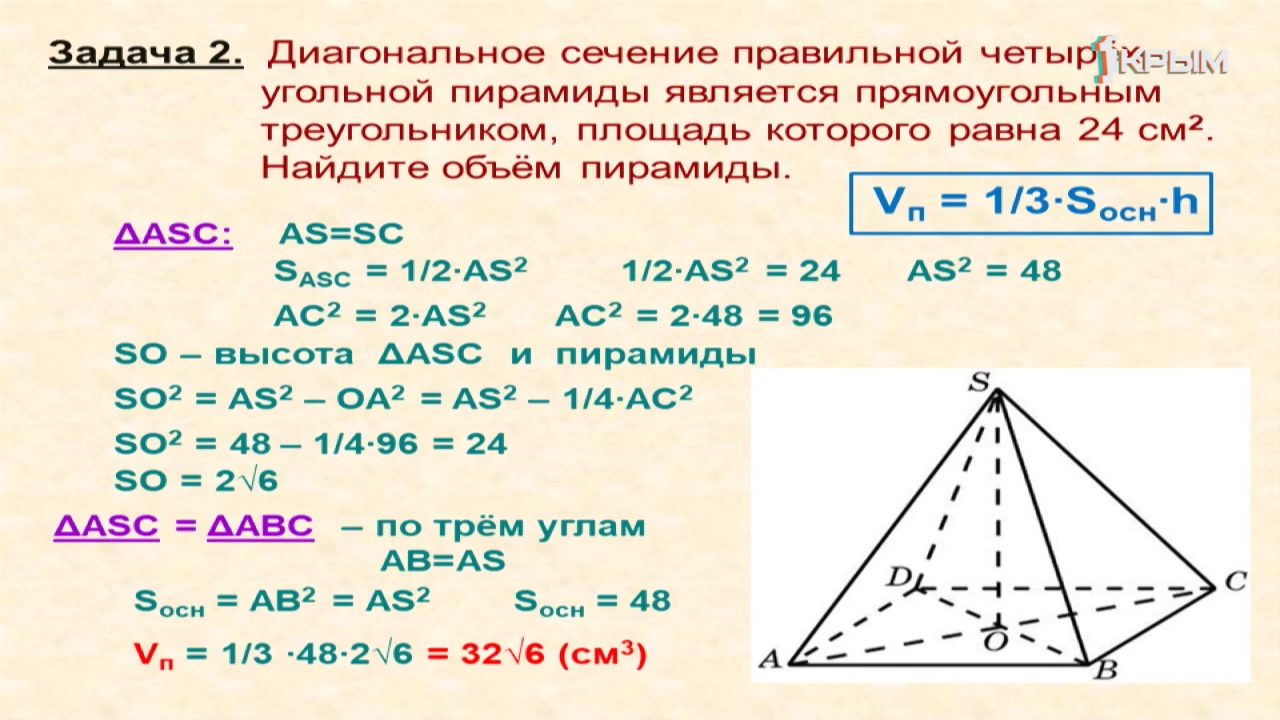 Задача 2. Диагональное сечение правильной четырёх
угольной пирамиды является прямоугольным
треугольником, площадь которого равна 24 см².
Найдите объём пирамиды.
1КРЫМ
Vп = 1/3·Sосн·h
ΔASC: AS=SC
SASC = 1/2·AS² 1/2·AS² = 24 AS² = 48
AC² = 2·AS² AC² = 2·48 = 96
SO – высота ΔASC и пирамиды
SO² = AS² – OA² = AS² – 1/4·AC²
SO² = 48 – 1/4·96 = 24
SO = 2√6
ΔASC = ΔABC – по трём углам
AB=AS
Sосн = AB² = AS² Sосн = 48
Vп = 1/3 ·48·2√6 = 32√6 (см³)
S
D
C
O
A
B